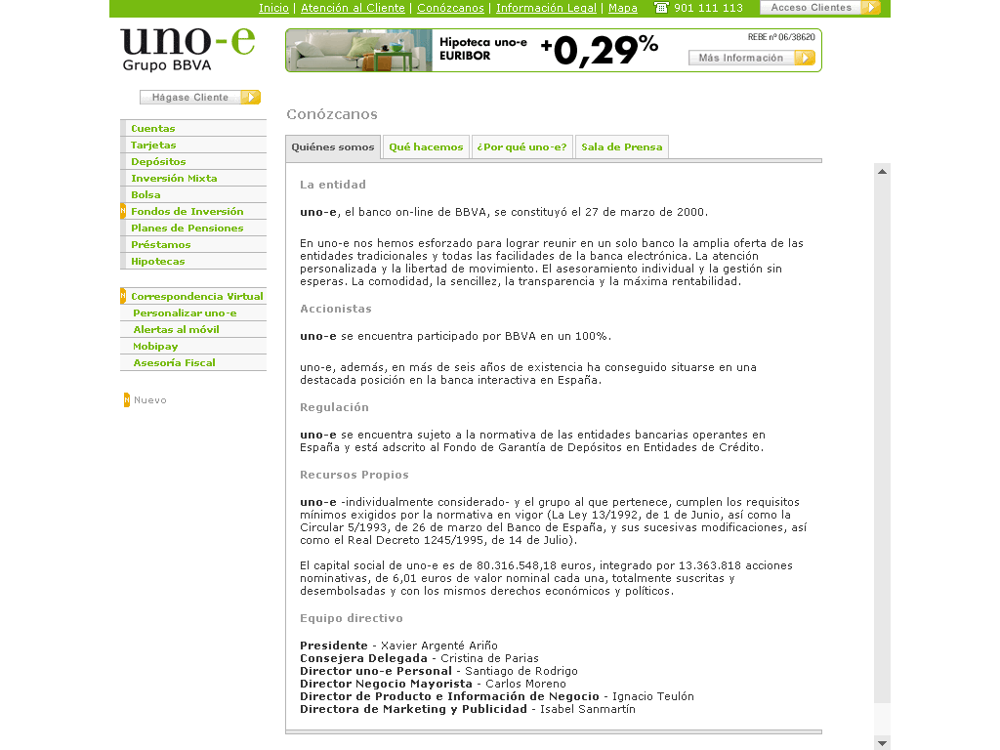 Inicio | Atención al Cliente | Conózcanos | Información Legal | Mapa 901 111 113 Acceso Clientes
uno-e
Grupo BBVA
Hipoteca uno-e
EURIBOR
+0,29%
REBE nº 06/38620
Más Información
Hágase Cliente
Cuentas
Tarjetas
Depósitos
Inversión Mixta
Bolsa
N Fondos de Inversión
Planes de Pensiones
Préstamos
Hipotecas
N Correspondencia Virtual
Personalizar uno-e
Alertas al móvil
Mobipay
Asesoría Fiscal
N Nuevo
Conózcanos
Quiénes somos Qué hacemos ¿Por qué uno-e? Sala de Prensa
La entidad
uno-e, el banco on-line de BBVA, se constituyó el 27 de marzo de 2000.
En uno-e nos hemos esforzado para lograr reunir en un solo banco la amplia oferta de las
entidades tradicionales y todas las facilidades de la banca electrónica. La atención
personalizada y la libertad de movimiento. El asesoramiento individual y la gestión sin
esperas. La comodidad, la sencillez, la transparencia y la máxima rentabilidad.
Accionistas
uno-e se encuentra participado por BBVA en un 100%.
uno-e, además, en más de seis años de existencia ha conseguido situarse en una
destacada posición en la banca interactiva en España.
Regulación
uno-e se encuentra sujeto a la normativa de las entidades bancarias operantes en
España y está adscrito al Fondo de Garantía de Depósitos en Entidades de Crédito.
Recursos Propios
uno-e -individualmente considerado- y el grupo al que pertenece, cumplen los requisitos
mínimos exigidos por la normativa en vigor (La Ley 13/1992, de 1 de Junio, así como la
Circular 5/1993, de 26 de marzo del Banco de España, y sus sucesivas modificaciones, así
como el Real Decreto 1245/1995, de 14 de Julio).
El capital social de uno-e es de 80.316.548,18 euros, integrado por 13.363.818 acciones
nominativas, de 6,01 euros de valor nominal cada una, totalmente suscritas y
desembolsadas y con los mismos derechos económicos y políticos.
Equipo directivo
Presidente - Xavier Argenté Ariño
Consejera Delegada - Cristina de Parias
Director uno-e Personal - Santiago de Rodrigo
Director Negocio Mayorista - Carlos Moreno
Director de Producto e Información de Negocio - Ignacio Teulón
Directora de Marketing y Publicidad - Isabel Sanmartín